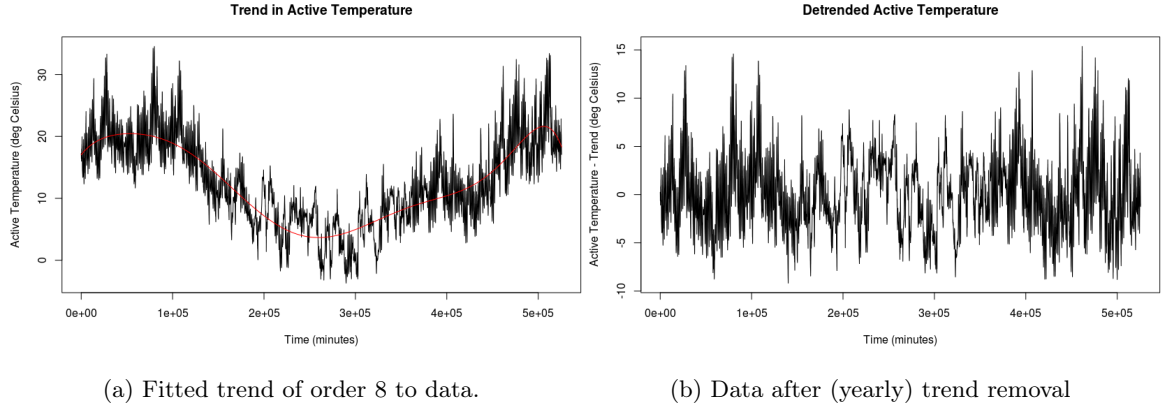 Trend in Active Temperature
Active Temperature (deg Celsius)
30
20
10
0
0e+00 1e+05 2e+05 3e+05 4e+05 5e+05
Time (minutes)
(a) Fitted trend of order 8 to data.
Detrended Active Temperature
Active Temperature - Trend (deg Celsius)
15
10
5
0
-5
-10
0e+00 1e+05 2e+05 3e+05 4e+05 5e+05
Time (minutes)
(b) Data after (yearly) trend removal